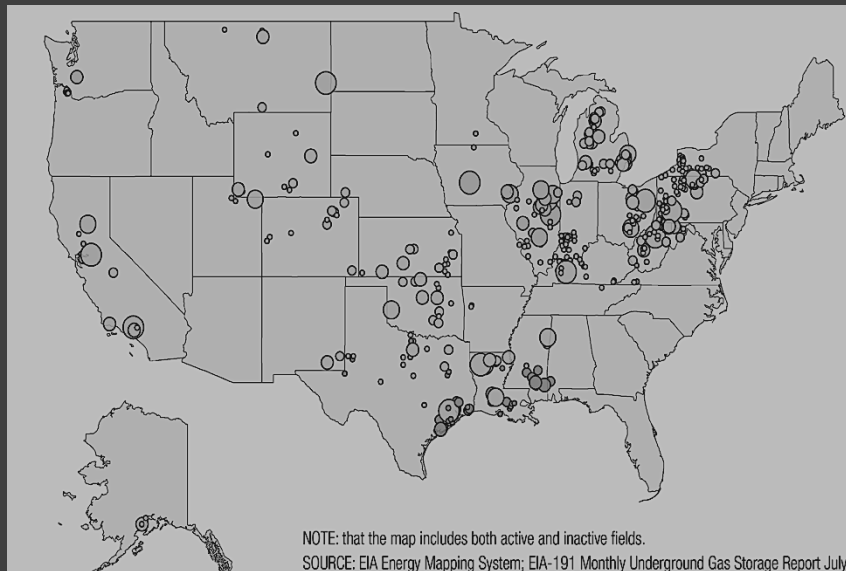 NOTE: that the map includes both active and inactive fields.
SOURCE: EIA Energy Mapping System; EIA-191 Monthly Underground Gas Storage Report July